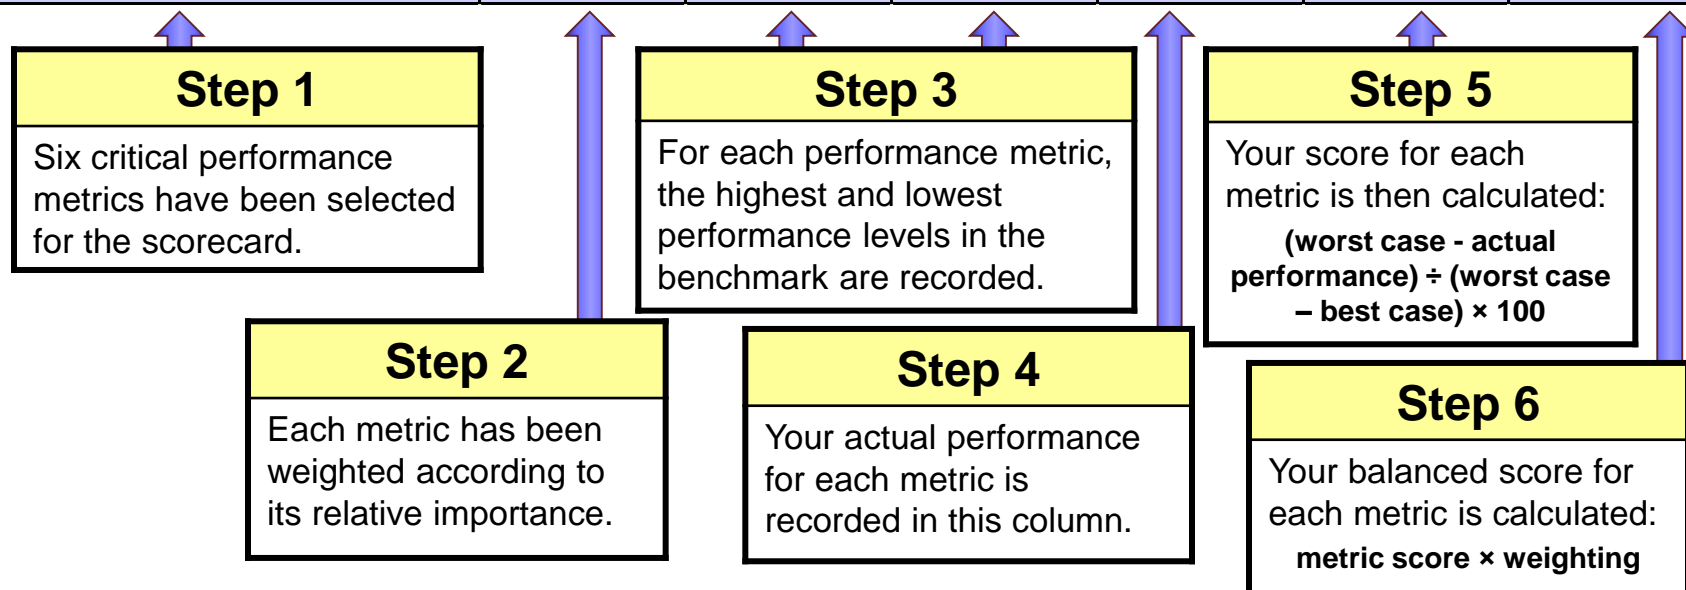 Step 1
Six critical performance
metrics have been selected
for the scorecard.
Step 2
Each metric has been
weighted according to
its relative importance.
Step 3
For each performance metric,
the highest and lowest
performance levels in the
benchmark are recorded.
Step 4
Your actual performance
for each metric is
recorded in this column.
Step 5
Your score for each
metric is then calculated:
(worst case - actual
performance) ÷ (worst case
– best case) × 100
Step 6
Your balanced score for
each metric is calculated:
metric score × weighting